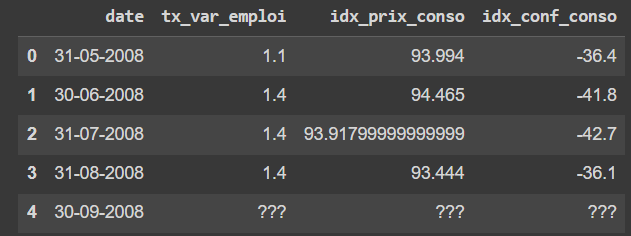 date tx_var_emploi idx_prix_conso idx_conf_conso
0 31-05-2008 1.1 93.994 -36.4
1 30-06-2008 1.4 94.465 -41.8
2 31-07-2008 1.4 93.91799999999999 -42.7
3 31-08-2008 1.4 93.444 -36.1
4 30-09-2008 ??? ??? ???